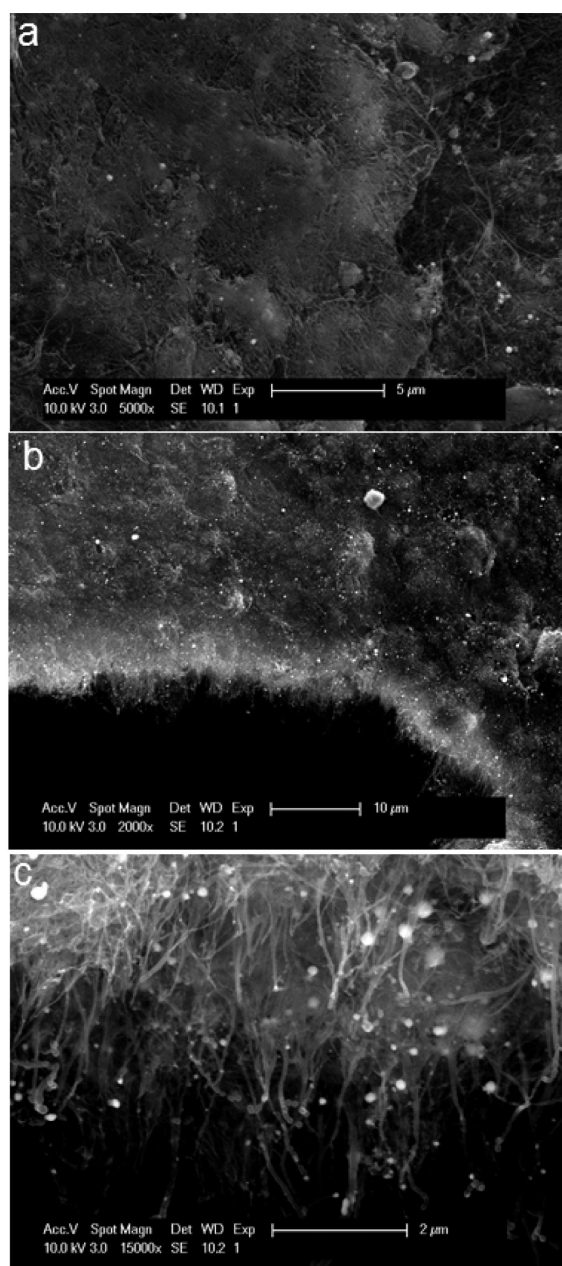 a
Acc.V Spot Magn Det WD Exp 5 μm
10.0 kV 3.0 5000x SE 10.1 1
b
Acc.V Spot Magn Det WD Exp 10 μm
10.0 kV 3.0 2000x SE 10.2 1
c
Acc.V Spot Magn Det WD Exp 2 μm
10.0 kV 3.0 15000x SE 10.2 1